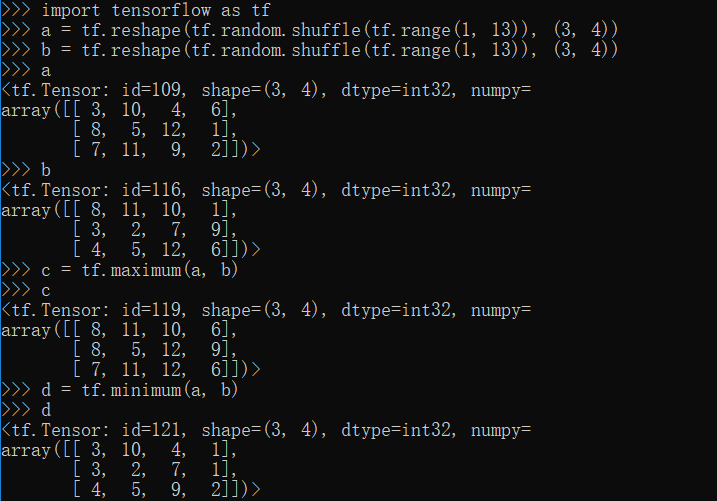 >>> import tensorflow as tf
>>> a = tf.reshape(tf.random.shuffle(tf.range(1, 13)), (3, 4))
>>> b = tf.reshape(tf.random.shuffle(tf.range(1, 13)), (3, 4))
>>> a
<tf.Tensor: id=109, shape=(3, 4), dtype=int32, numpy=
array([[ 3, 10,  4,  6],
       [ 8,  5, 12,  1],
       [ 7, 11,  9,  2]])>
>>> b
<tf.Tensor: id=116, shape=(3, 4), dtype=int32, numpy=
array([[ 8, 11, 10,  1],
       [ 3,  2,  7,  9],
       [ 4,  5, 12,  6]])>
>>> c = tf.maximum(a, b)
>>> c
<tf.Tensor: id=119, shape=(3, 4), dtype=int32, numpy=
array([[ 8, 11, 10,  6],
       [ 8,  5, 12,  9],
       [ 7, 11, 12,  6]])>
>>> d = tf.minimum(a, b)
>>> d
<tf.Tensor: id=121, shape=(3, 4), dtype=int32, numpy=
array([[ 3, 10,  4,  1],
       [ 3,  2,  7,  1],
       [ 4,  5,  9,  2]])>